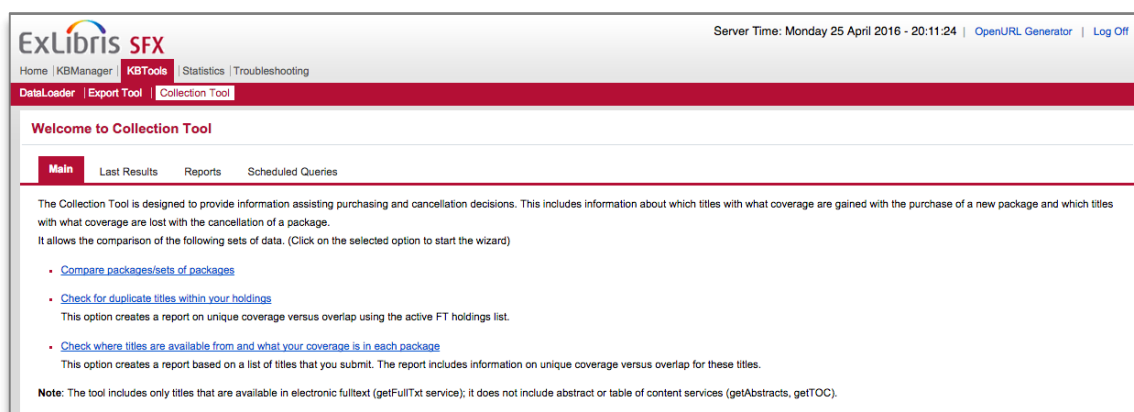 Server Time: Monday 25 April 2016 - 20:11:24 | OpenURL Generator | Log Off
ExLibris SFX
Home | KBManager | KBTools | Statistics | Troubleshooting
DataLoader | Export Tool | Collection Tool
Welcome to Collection Tool
Main Last Results Reports Scheduled Queries
The Collection Tool is designed to provide information assisting purchasing and cancellation decisions. This includes information about which titles with what coverage are gained with the purchase of a new package and which titles
with what coverage are lost with the cancellation of a package.
It allows the comparison of the following sets of data. (Click on the selected option to start the wizard)
Compare packages/sets of packages
Check for duplicate titles within your holdings
This option creates a report on unique coverage versus overlap using the active FT holdings list.
Check where titles are available from and what your coverage is in each package
This option creates a report based on a list of titles that you submit. The report includes information on unique coverage versus overlap for these titles.
Note: The tool includes only titles that are available in electronic fulltext (getFullTxt service); it does not include abstract or table of content services (getAbstracts, getTOC).